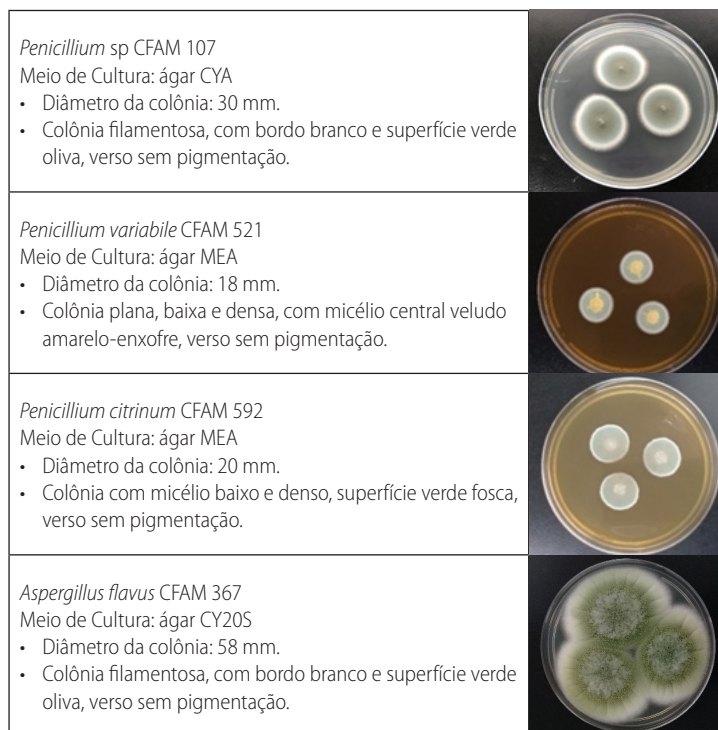 Penicillium sp CFAM 107
Meio de Cultura: ágar CYA
• Diâmetro da colônia: 30 mm.
• Colônia filamentosa, com bordo branco e superfície verde
oliva, verso sem pigmentação.
Penicillium variabile CFAM 521
Meio de Cultura: ágar MEA
• Diâmetro da colônia: 18 mm.
• Colônia plana, baixa e densa, com micélio central veludo
amarelo-enxofre, verso sem pigmentação.
Penicillium citrinum CFAM 592
Meio de Cultura: ágar MEA
• Diâmetro da colônia: 20 mm.
• Colônia com micélio baixo e denso, superfície verde fosca,
verso sem pigmentação.
Aspergillus flavus CFAM 367
Meio de Cultura: ágar CY20S
• Diâmetro da colônia: 58 mm.
• Colônia filamentosa, com bordo branco e superfície verde
oliva, verso sem pigmentação.